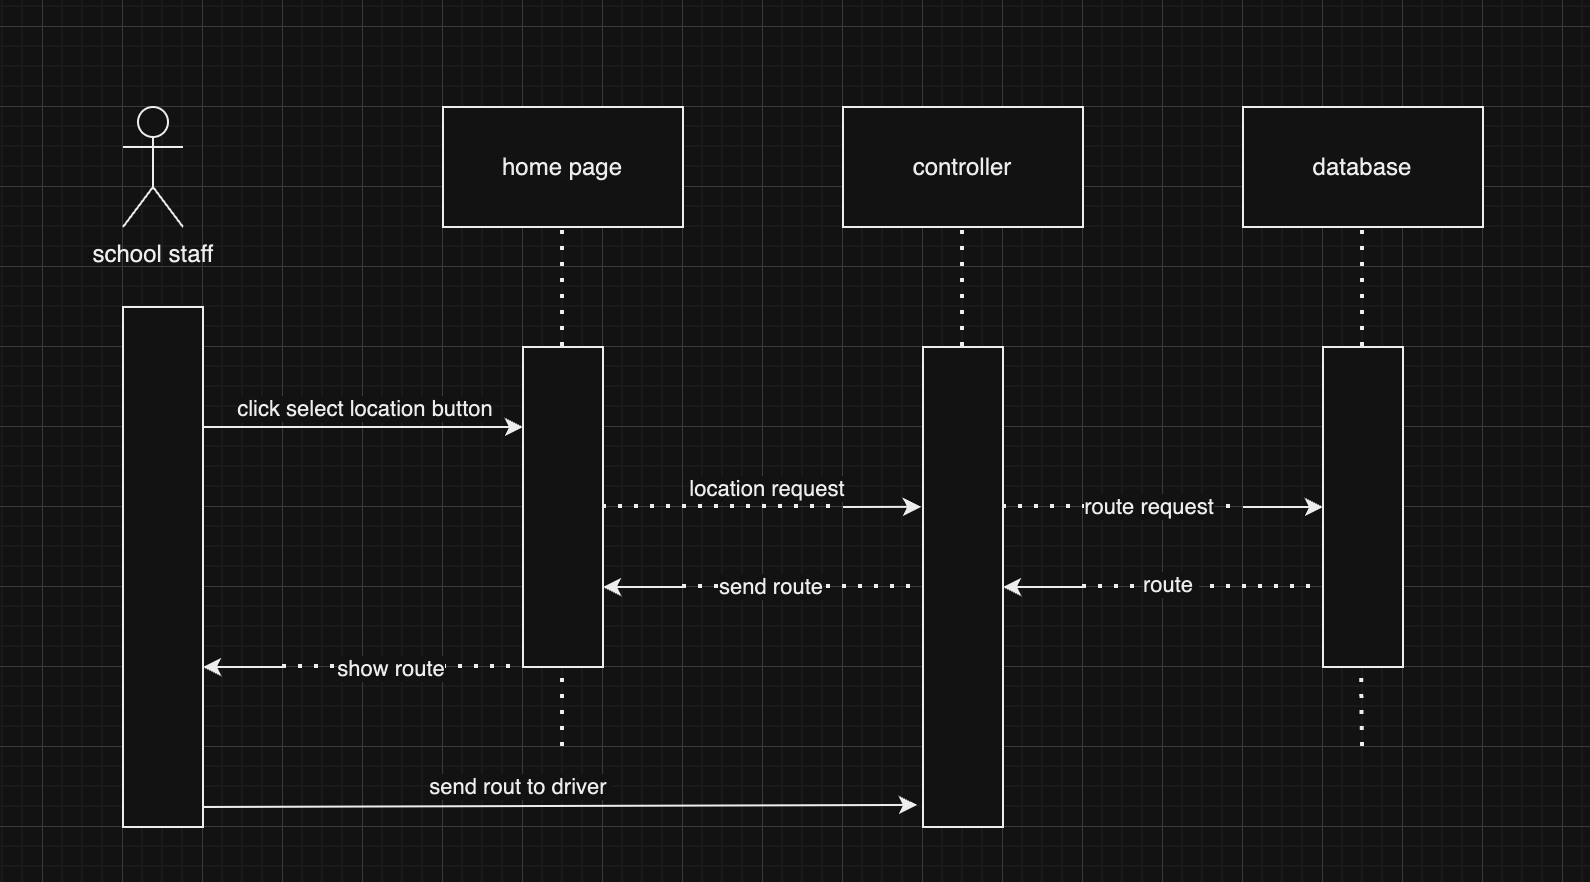 home page
controller
database
school staff
click select location button
location request
route request
send route
route
show route
send rout to driver